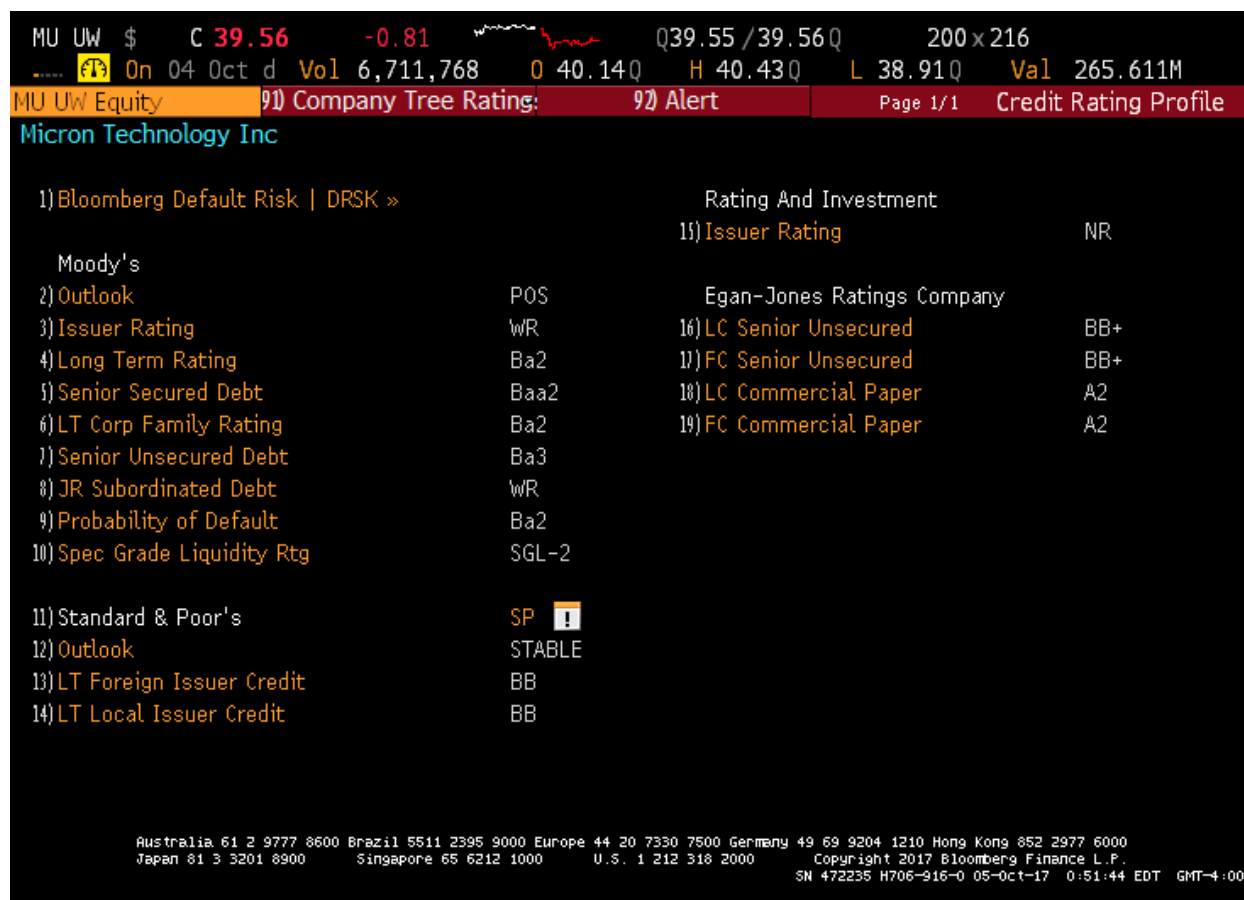 MU UW $ C 39.56 -0.81 Q39.55 / 39.56Q 200 x 216
On 04 Oct d Vol 6,711,768 O 40.14Q H 40.43Q L 38.91Q Val 265.611M
MU UW Equity 91) Company Tree Ratings 92) Alert Page 1/1 Credit Rating Profile
Micron Technology Inc
1) Bloomberg Default Risk | DRSK » Rating And Investment
15) Issuer Rating NR
Moody's
2) Outlook POS Egan-Jones Ratings Company
3) Issuer Rating WR 16) LC Senior Unsecured BB+
4) Long Term Rating Ba2 17) FC Senior Unsecured BB+
5) Senior Secured Debt Baa2 18) LC Commercial Paper A2
6) LT Corp Family Rating Ba2 19) FC Commercial Paper A2
7) Senior Unsecured Debt Ba3
8) JR Subordinated Debt WR
9) Probability of Default Ba2
10) Spec Grade Liquidity Rtg SGL-2
11) Standard & Poor's SP !
12) Outlook STABLE
13) LT Foreign Issuer Credit BB
14) LT Local Issuer Credit BB
Australia 61 2 9777 8600 Brazil 5511 2395 9000 Europe 44 20 7330 7500 Germany 49 69 9204 1210 Hong Kong 852 2977 6000
Japan 81 3 3201 8900 Singapore 65 6212 1000 U.S. 1 212 318 2000 Copyright 2017 Bloomberg Finance L.P.
SN 472235 H706-916-0 05-Oct-17 0:51:44 EDT GMT-4:00